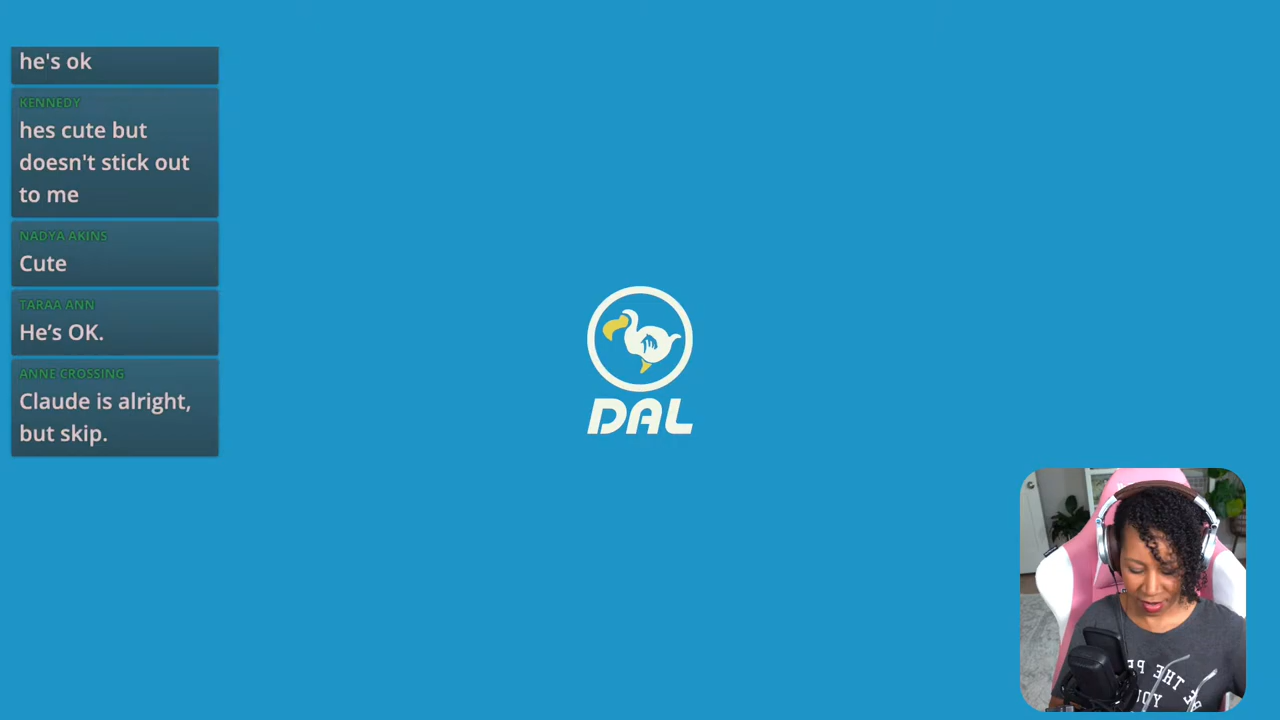 he's ok
KENNEDY
hes cute but
doesn't stick out
to me
NADYA AKINS
Cute
TARAA ANN
He’s OK.
ANNE CROSSING
Claude is alright,
but skip.
DAL